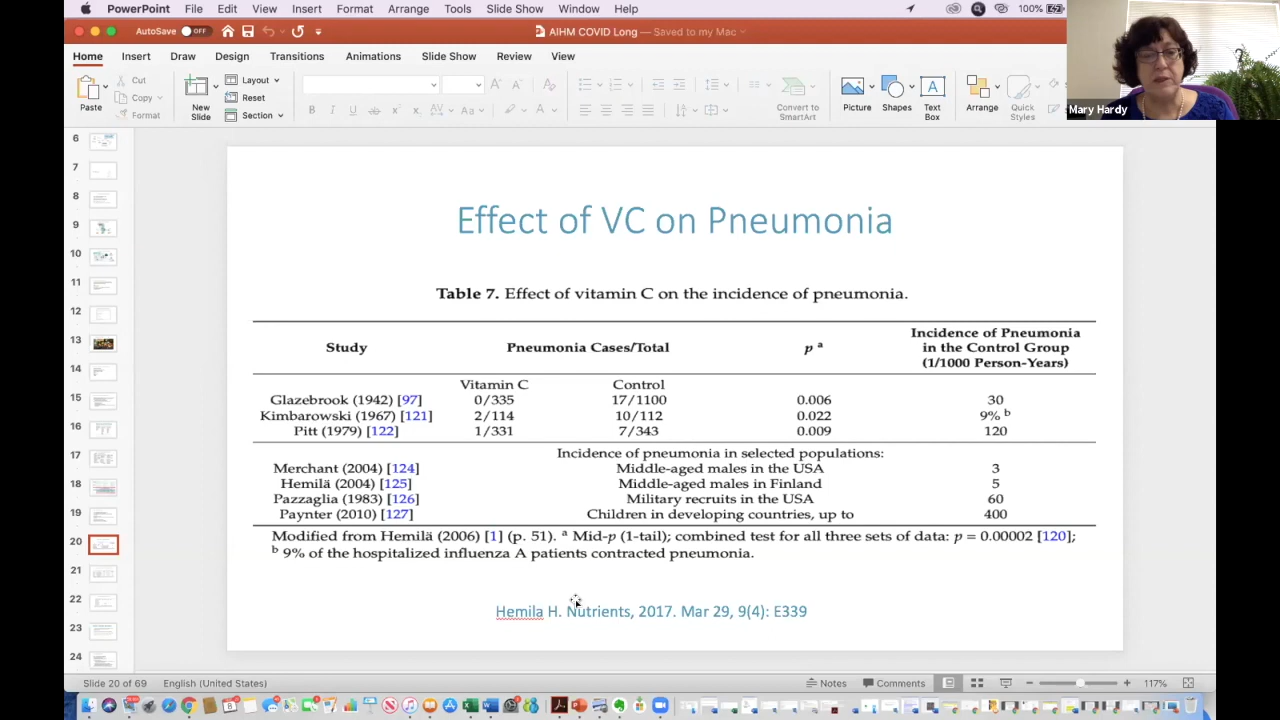 PowerPoint File Edit View Insert Format Arrange Tools Slide Show Window Help 100%
AutoSave OFF AIHM COVID Long — Saved to my Mac
Home Insert Draw Design Transitions Animations Slide Show Review View
Paste Cut Copy Format
New Slide Layout Reset Section
B I U ab
Aa
Convert to SmartArt
Picture Shapes Text Box Arrange Quick Styles
Mary Hardy
6
7
8
9
10
11
12
13
14
15
16
17
18
19
20
21
22
23
24
Effect of VC on Pneumonia
Table 7. Effect of vitamin C on the incidence of pneumonia.
Study Pneumonia Cases/Total p a Incidence of Pneumonia in the Control Group (1/1000 Person-Years)
Vitamin C Control
Glazebrook (1942) [97] 0/335 17/1100 0.006 30
Kimbarowski (1967) [121] 2/114 10/112 0.022 9% b
Pitt (1979) [122] 1/331 7/343 0.009 120
Incidence of pneumonia in selected populations:
Merchant (2004) [124] Middle-aged males in the USA 3
Hemilä (2004) [125] Middle-aged males in Finland 5
Pazzaglia (1983) [126] Military recruits in the USA 60
Paynter (2010) [127] Children in developing countries, up to 400
Modified from Hemilä (2006) [1] (p. 51). a Mid-p (1-tail); combined test for all three sets of data: p = 0.00002 [120];
b 9% of the hospitalized influenza A patients contracted pneumonia.
Hemila H. Nutrients, 2017. Mar 29, 9(4): E339
Slide 20 of 69 English (United States) Notes Comments 117%